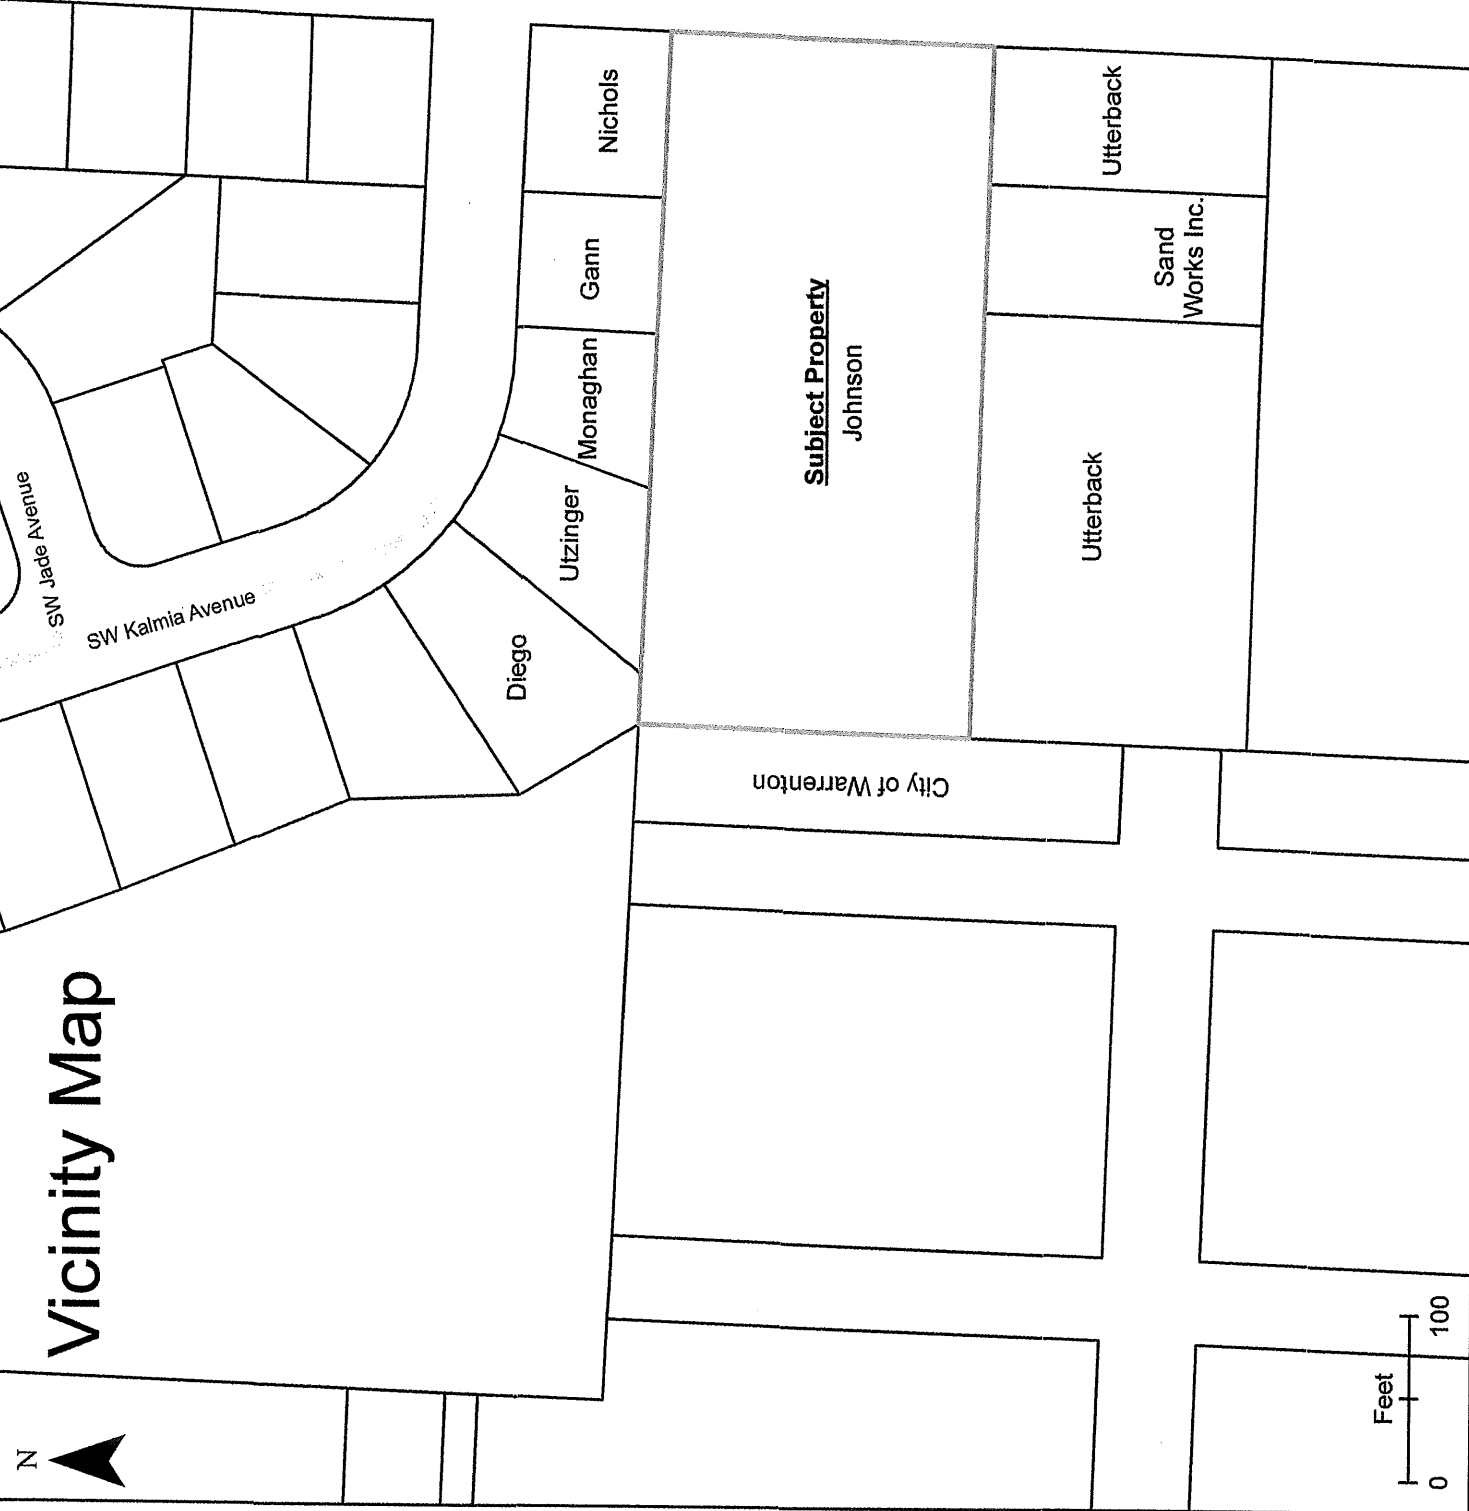 Vicinity Map
N
SW Jade Avenue
SW Kalmia Avenue
Diego
Utzinger
Monaghan
Gann
Nichols
Subject Property
Johnson
City of Warrenton
Utterback
Sand
Works Inc.
Utterback
Feet
0
100